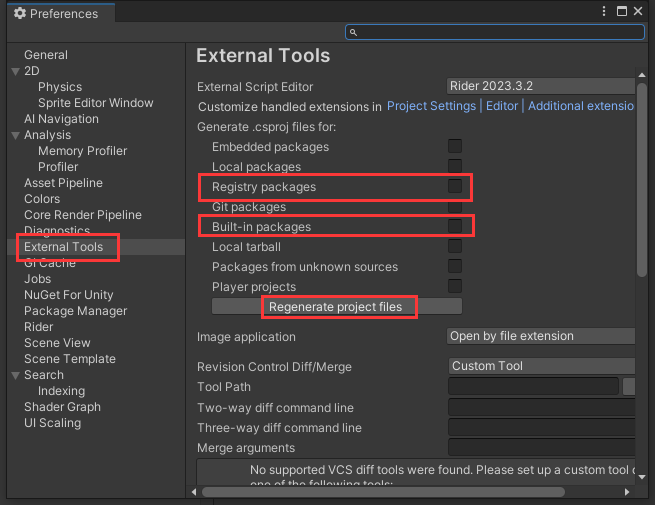 Preferences
General
2D
Physics
Sprite Editor Window
AI Navigation
Analysis
Memory Profiler
Profiler
Asset Pipeline
Colors
Core Render Pipeline
Diagnostics
External Tools
GI Cache
Jobs
NuGet For Unity
Package Manager
Rider
Scene View
Scene Template
Search
Indexing
Shader Graph
UI Scaling
External Tools
External Script Editor Rider 2023.3.2
Customize handled extensions in Project Settings | Editor | Additional extensio
Generate .csproj files for:
Embedded packages
Local packages
Registry packages
Git packages
Built-in packages
Local tarball
Packages from unknown sources
Player projects
Regenerate project files
Image application Open by file extension
Revision Control Diff/Merge Custom Tool
Tool Path
Two-way diff command line
Three-way diff command line
Merge arguments
No supported VCS diff tools were found. Please set up a custom tool
one of the following tools: